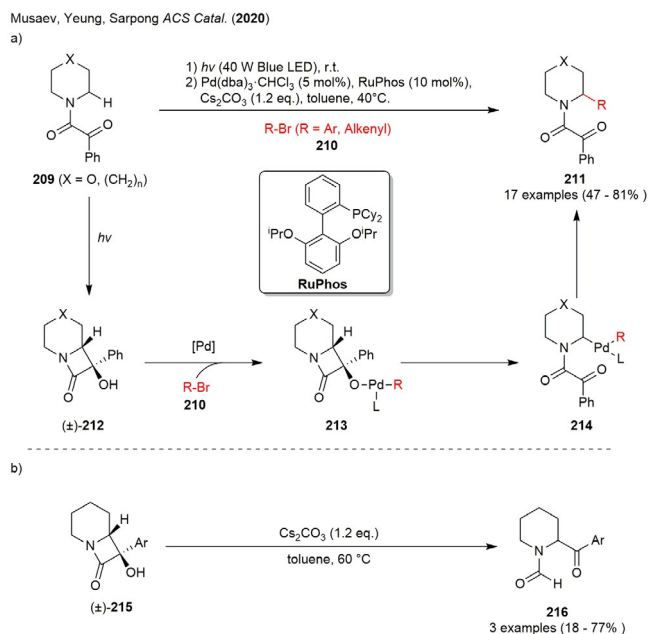 Musaev, Yeung, Sarpong ACS Catal. (2020)
a)
1) hv (40 W Blue LED), r.t.
2) Pd(dba)3·CHCl3 (5 mol%), RuPhos (10 mol%),
Cs2CO3 (1.2 eq.), toluene, 40°C.
R-Br (R = Ar, Alkenyl)
210
X
N
H
O
O
Ph
209 (X = O, (CH2)n)
X
N
R
O
O
Ph
211
17 examples (47 - 81% )
PCy2
iPrO
OiPr
RuPhos
hv
X
H
N
Ph
O
OH
(±)-212
[Pd]
R-Br
210
X
H
N
Ph
O
O-Pd-R
L
213
X
R
Pd
N
L
O
O
Ph
214
b)
H
N
Ar
O
OH
(±)-215
Cs2CO3 (1.2 eq.)
toluene, 60 °C
N
Ar
O
O
H
216
3 examples (18 - 77%)